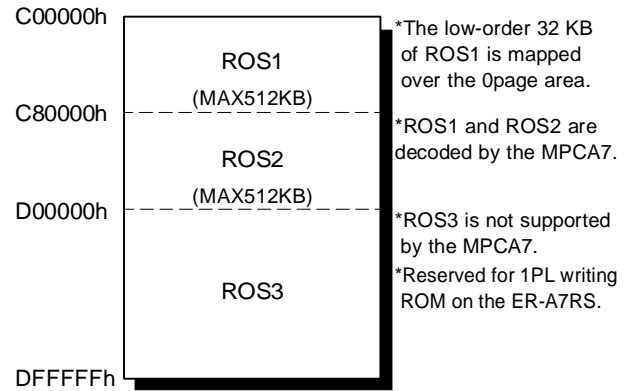 C00000h
ROS1
(MAX512KB)
*The low-order 32 KB
of ROS1 is mapped
over the 0page area.
C80000h
ROS2
(MAX512KB)
*ROS1 and ROS2 are
decoded by the MPCA7.
D00000h
ROS3
*ROS3 is not supported
by the MPCA7.
*Reserved for 1PL writing
ROM on the ER-A7RS.
DFFFFFh